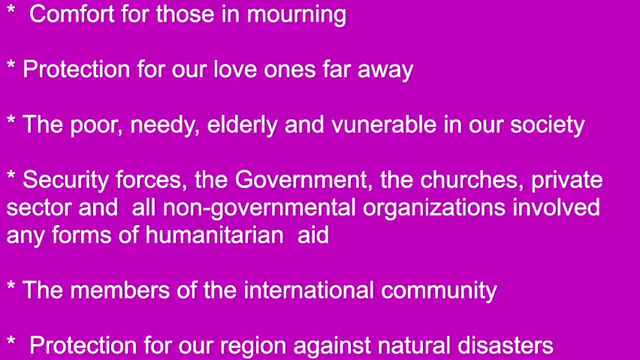 *  Comfort for those in mourning
* Protection for our love ones far away
* The poor, needy, elderly and vunerable in our society
* Security forces, the Government, the churches, private
sector and  all non-governmental organizations involved
any forms of humanitarian  aid
* The members of the international community
*  Protection for our region against natural disasters